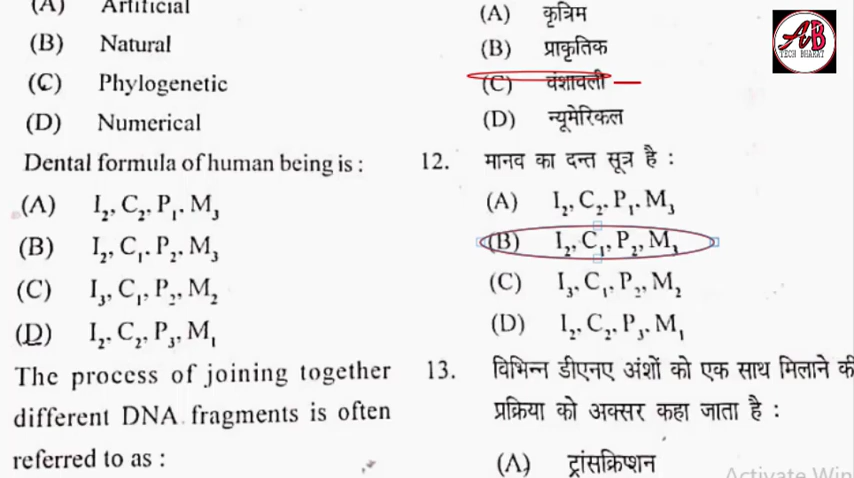 (A) Artificial
(B) Natural
(C) Phylogenetic
(D) Numerical
Dental formula of human being is :
(A) I₂, C₂, P₁, M₃
(B) I₂, C₁, P₂, M₃
(C) I₃, C₁, P₂, M₂
(D) I₂, C₂, P₃, M₁
The process of joining together
different DNA fragments is often
referred to as :
(A) कृत्रिम
(B) प्राकृतिक
(C) वंशावली
(D) न्यूमेरिकल
12. मानव का दन्त सूत्र है :
(A) I₂, C₂, P₁, M₃
(B) I₂, C₁, P₂, M₃
(C) I₃, C₁, P₂, M₂
(D) I₂, C₂, P₃, M₁
13. विभिन्न डीएनए अंशों को एक साथ मिलाने की
प्रक्रिया को अक्सर कहा जाता है :
(A) ट्रांसक्रिप्शन
AB
TECH BHARAT
Activate Win